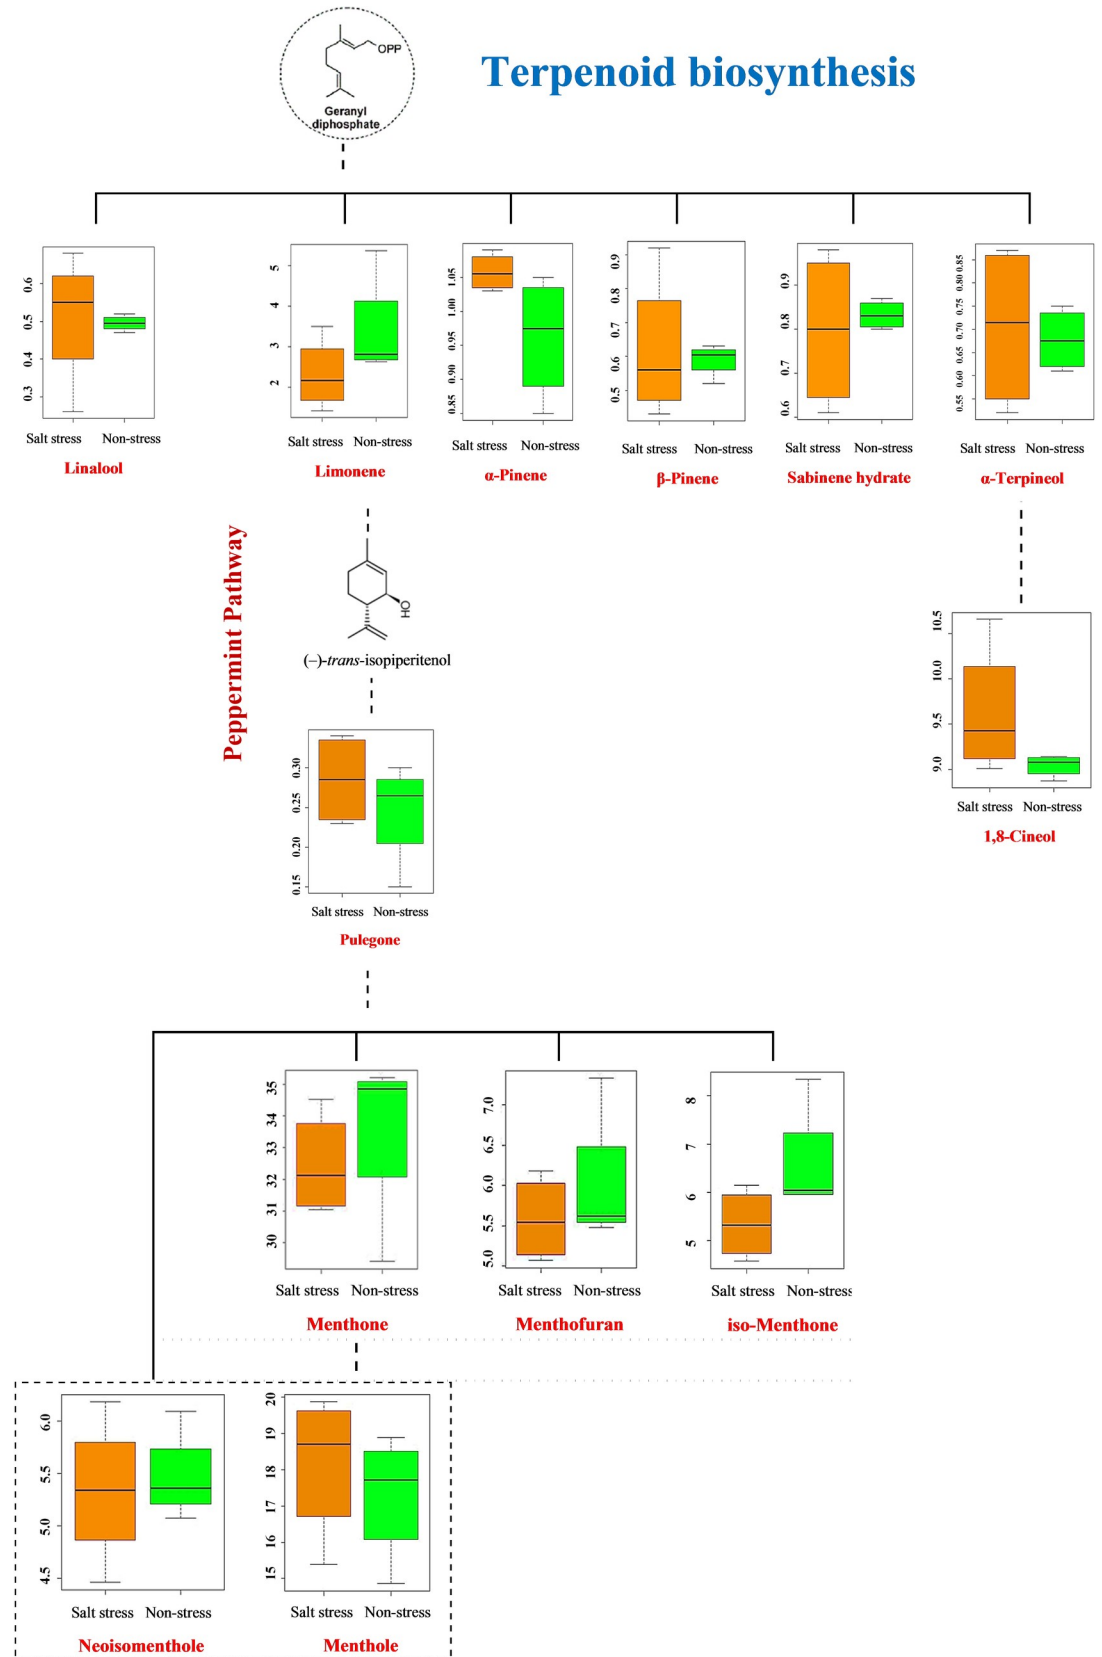 OPP
Geranyl
diphosphate
Terpenoid biosynthesis
0.3 0.4 0.5 0.6
Salt stress Non-stress
Linalool
2 3 4 5
Salt stress Non-stress
Limonene
0.85 0.90 0.95 1.00 1.05
Salt stress Non-stress
α-Pinene
0.5 0.6 0.7 0.8 0.9
Salt stress Non-stress
β-Pinene
0.6 0.7 0.8 0.9
Salt stress Non-stress
Sabinene hydrate
0.55 0.60 0.65 0.70 0.75 0.80 0.85
Salt stress Non-stress
α-Terpineol
Peppermint Pathway
HO
(−)-trans-isopiperitenol
9.0 9.5 10.0 10.5
Salt stress Non-stress
1,8-Cineol
0.15 0.20 0.25 0.30
Salt stress Non-stress
Pulegone
30 31 32 33 34 35
Salt stress Non-stress
Menthone
5.0 5.5 6.0 6.5 7.0
Salt stress Non-stress
Menthofuran
5 6 7 8
Salt stress Non-stress
iso-Menthone
4.5 5.0 5.5 6.0
Salt stress Non-stress
Neoisomenthole
15 16 17 18 19 20
Salt stress Non-stress
Menthole